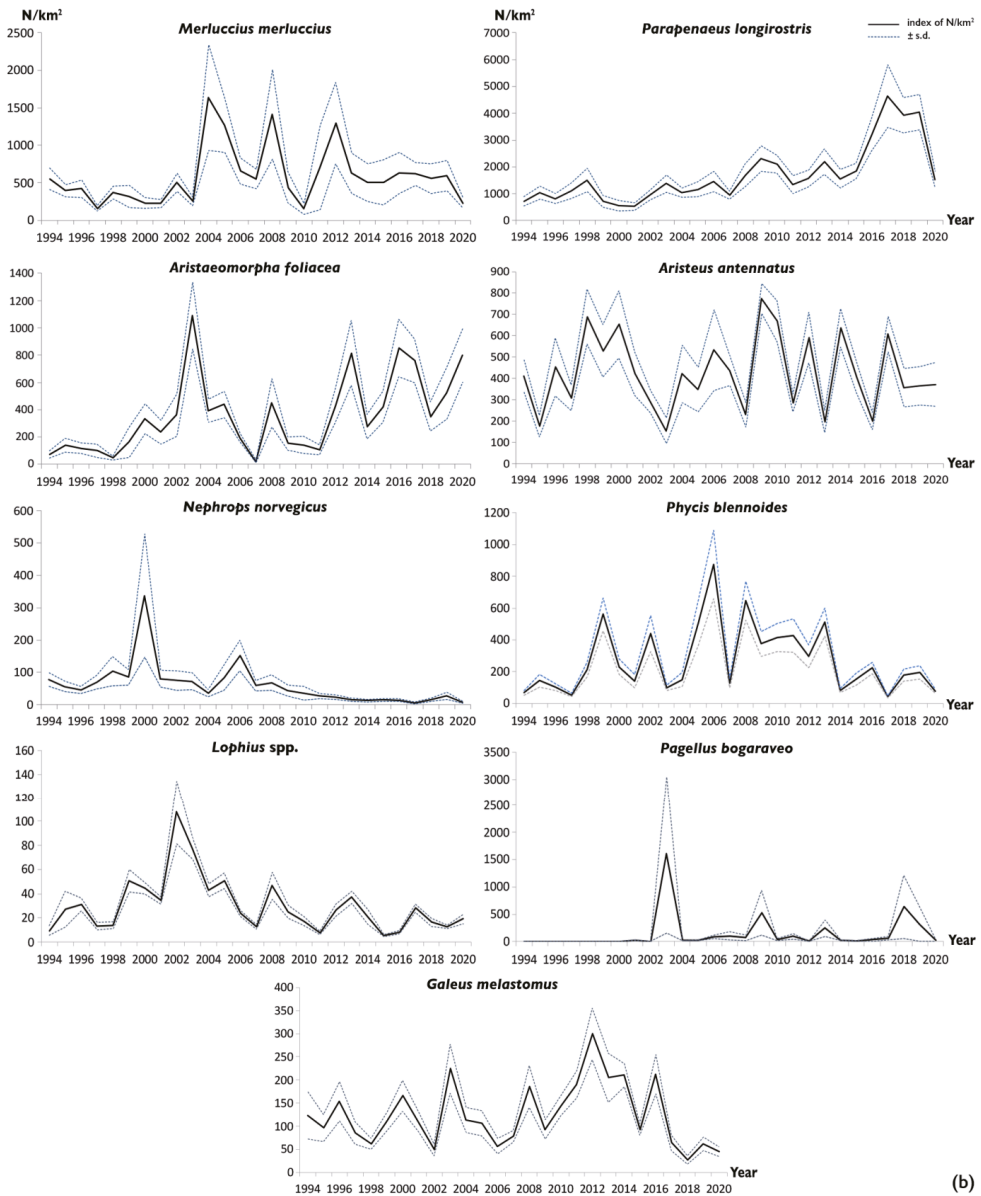 N/km²
Merluccius merluccius
2500
2000
1500
1000
500
0
1994 1996 1998 2000 2002 2004 2006 2008 2010 2012 2014 2016 2018 2020
N/km²
Parapenaeus longirostris
index of N/km²
± s.d.
7000
6000
5000
4000
3000
2000
1000
0
Year
1994 1996 1998 2000 2002 2004 2006 2008 2010 2012 2014 2016 2018 2020
Aristaeomorpha foliacea
1400
1200
1000
800
600
400
200
0
1994 1996 1998 2000 2002 2004 2006 2008 2010 2012 2014 2016 2018 2020
Aristeus antennatus
900
800
700
600
500
400
300
200
100
0
Year
1994 1996 1998 2000 2002 2004 2006 2008 2010 2012 2014 2016 2018 2020
Nephrops norvegicus
600
500
400
300
200
100
0
1994 1996 1998 2000 2002 2004 2006 2008 2010 2012 2014 2016 2018 2020
Phycis blennoides
1200
1000
800
600
400
200
0
Year
1994 1996 1998 2000 2002 2004 2006 2008 2010 2012 2014 2016 2018 2020
Lophius spp.
160
140
120
100
80
60
40
20
0
1994 1996 1998 2000 2002 2004 2006 2008 2010 2012 2014 2016 2018 2020
Pagellus bogaraveo
3500
3000
2500
2000
1500
1000
500
0
Year
1994 1996 1998 2000 2002 2004 2006 2008 2010 2012 2014 2016 2018 2020
Galeus melastomus
400
350
300
250
200
150
100
50
0
Year
1994 1996 1998 2000 2002 2004 2006 2008 2010 2012 2014 2016 2018 2020
(b)